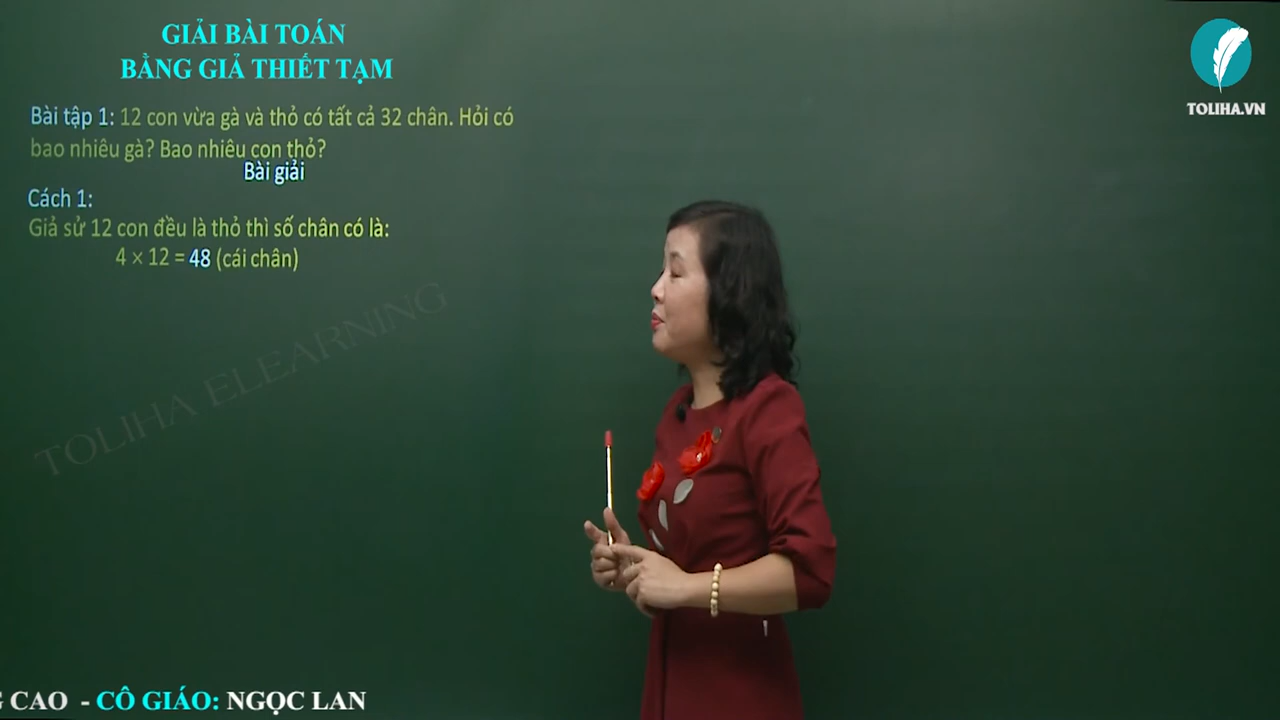 GIẢI BÀI TOÁN
BẰNG GIẢ THIẾT TẠM
TOLIHA.VN
Bài tập 1: 12 con vừa gà và thỏ có tất cả 32 chân. Hỏi có
bao nhiêu gà? Bao nhiêu con thỏ?
Bài giải
Cách 1:
Giả sử 12 con đều là thỏ thì số chân có là:
4 × 12 = 48 (cái chân)
TOLIHA ELEARNING
CAO - CÔ GIÁO: NGỌC LAN